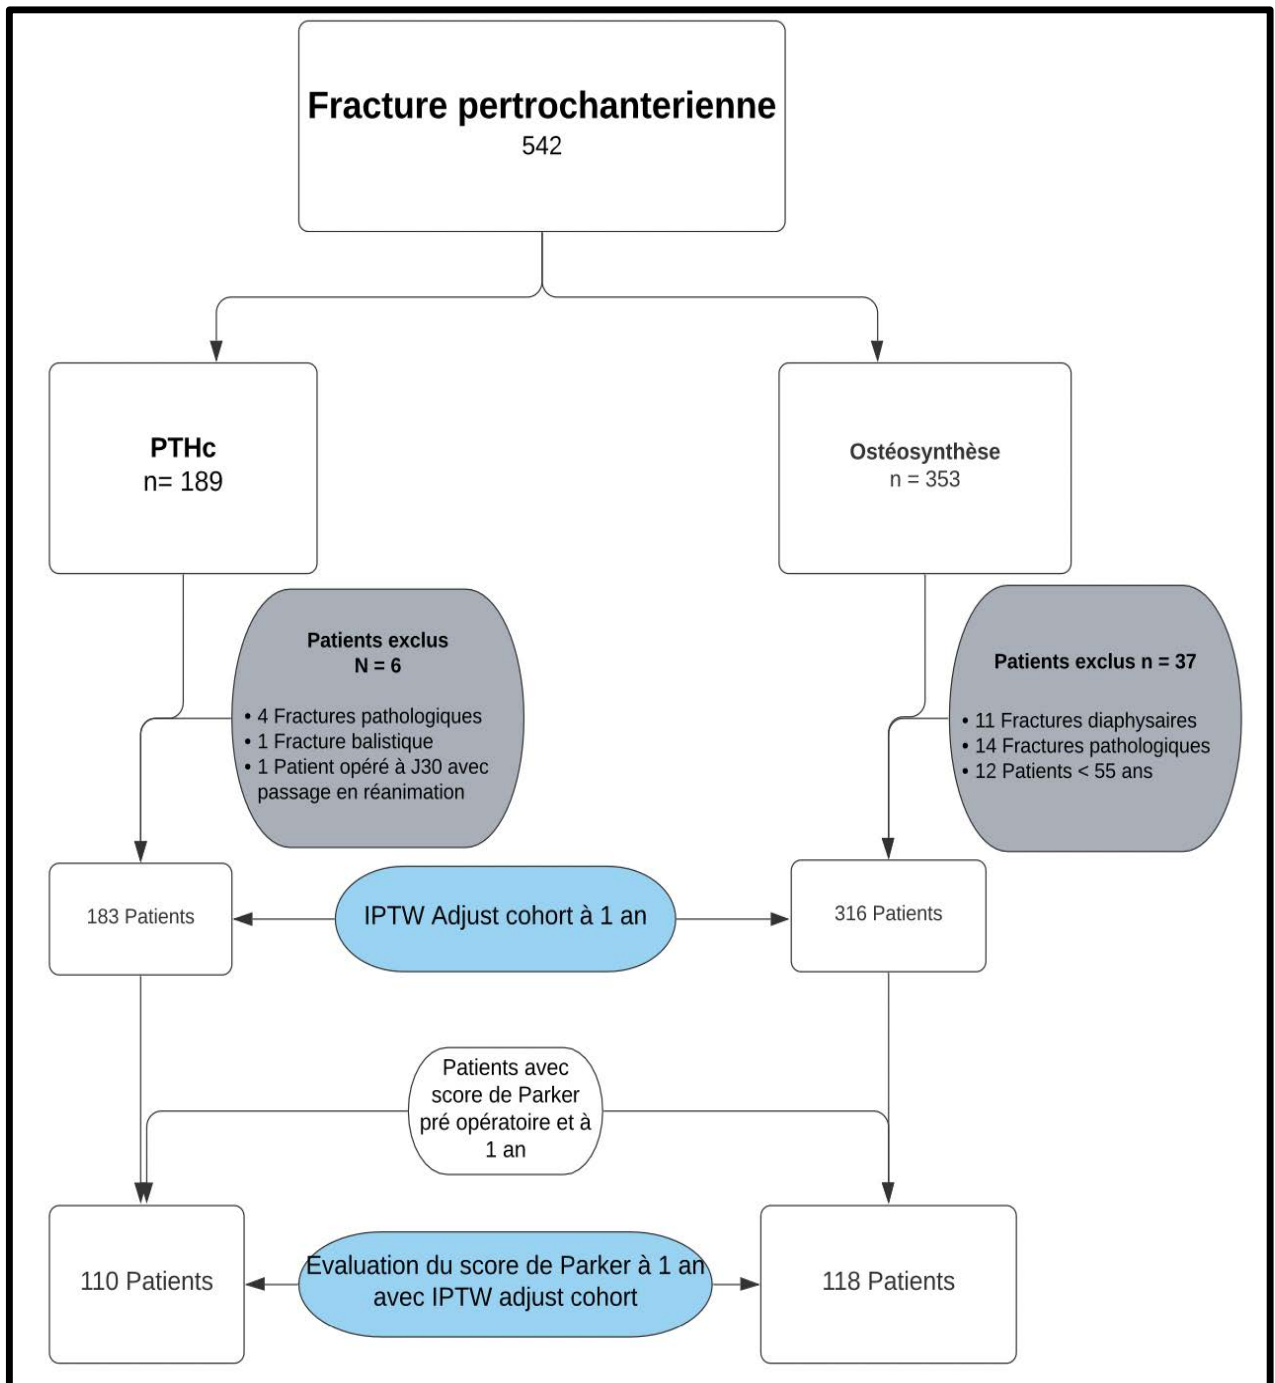 Fracture pertrochanterienne
542
PTHc
n= 189
Ostéosynthèse
n = 353
Patients exclus
N = 6
• 4 Fractures pathologiques
• 1 Fracture balistique
• 1 Patient opéré à J30 avec
passage en réanimation
Patients exclus n = 37
• 11 Fractures diaphysaires
• 14 Fractures pathologiques
• 12 Patients < 55 ans
183 Patients
IPTW Adjust cohort à 1 an
316 Patients
Patients avec
score de Parker
pré opératoire et à
1 an
110 Patients
Evaluation du score de Parker à 1 an
avec IPTW adjust cohort
118 Patients